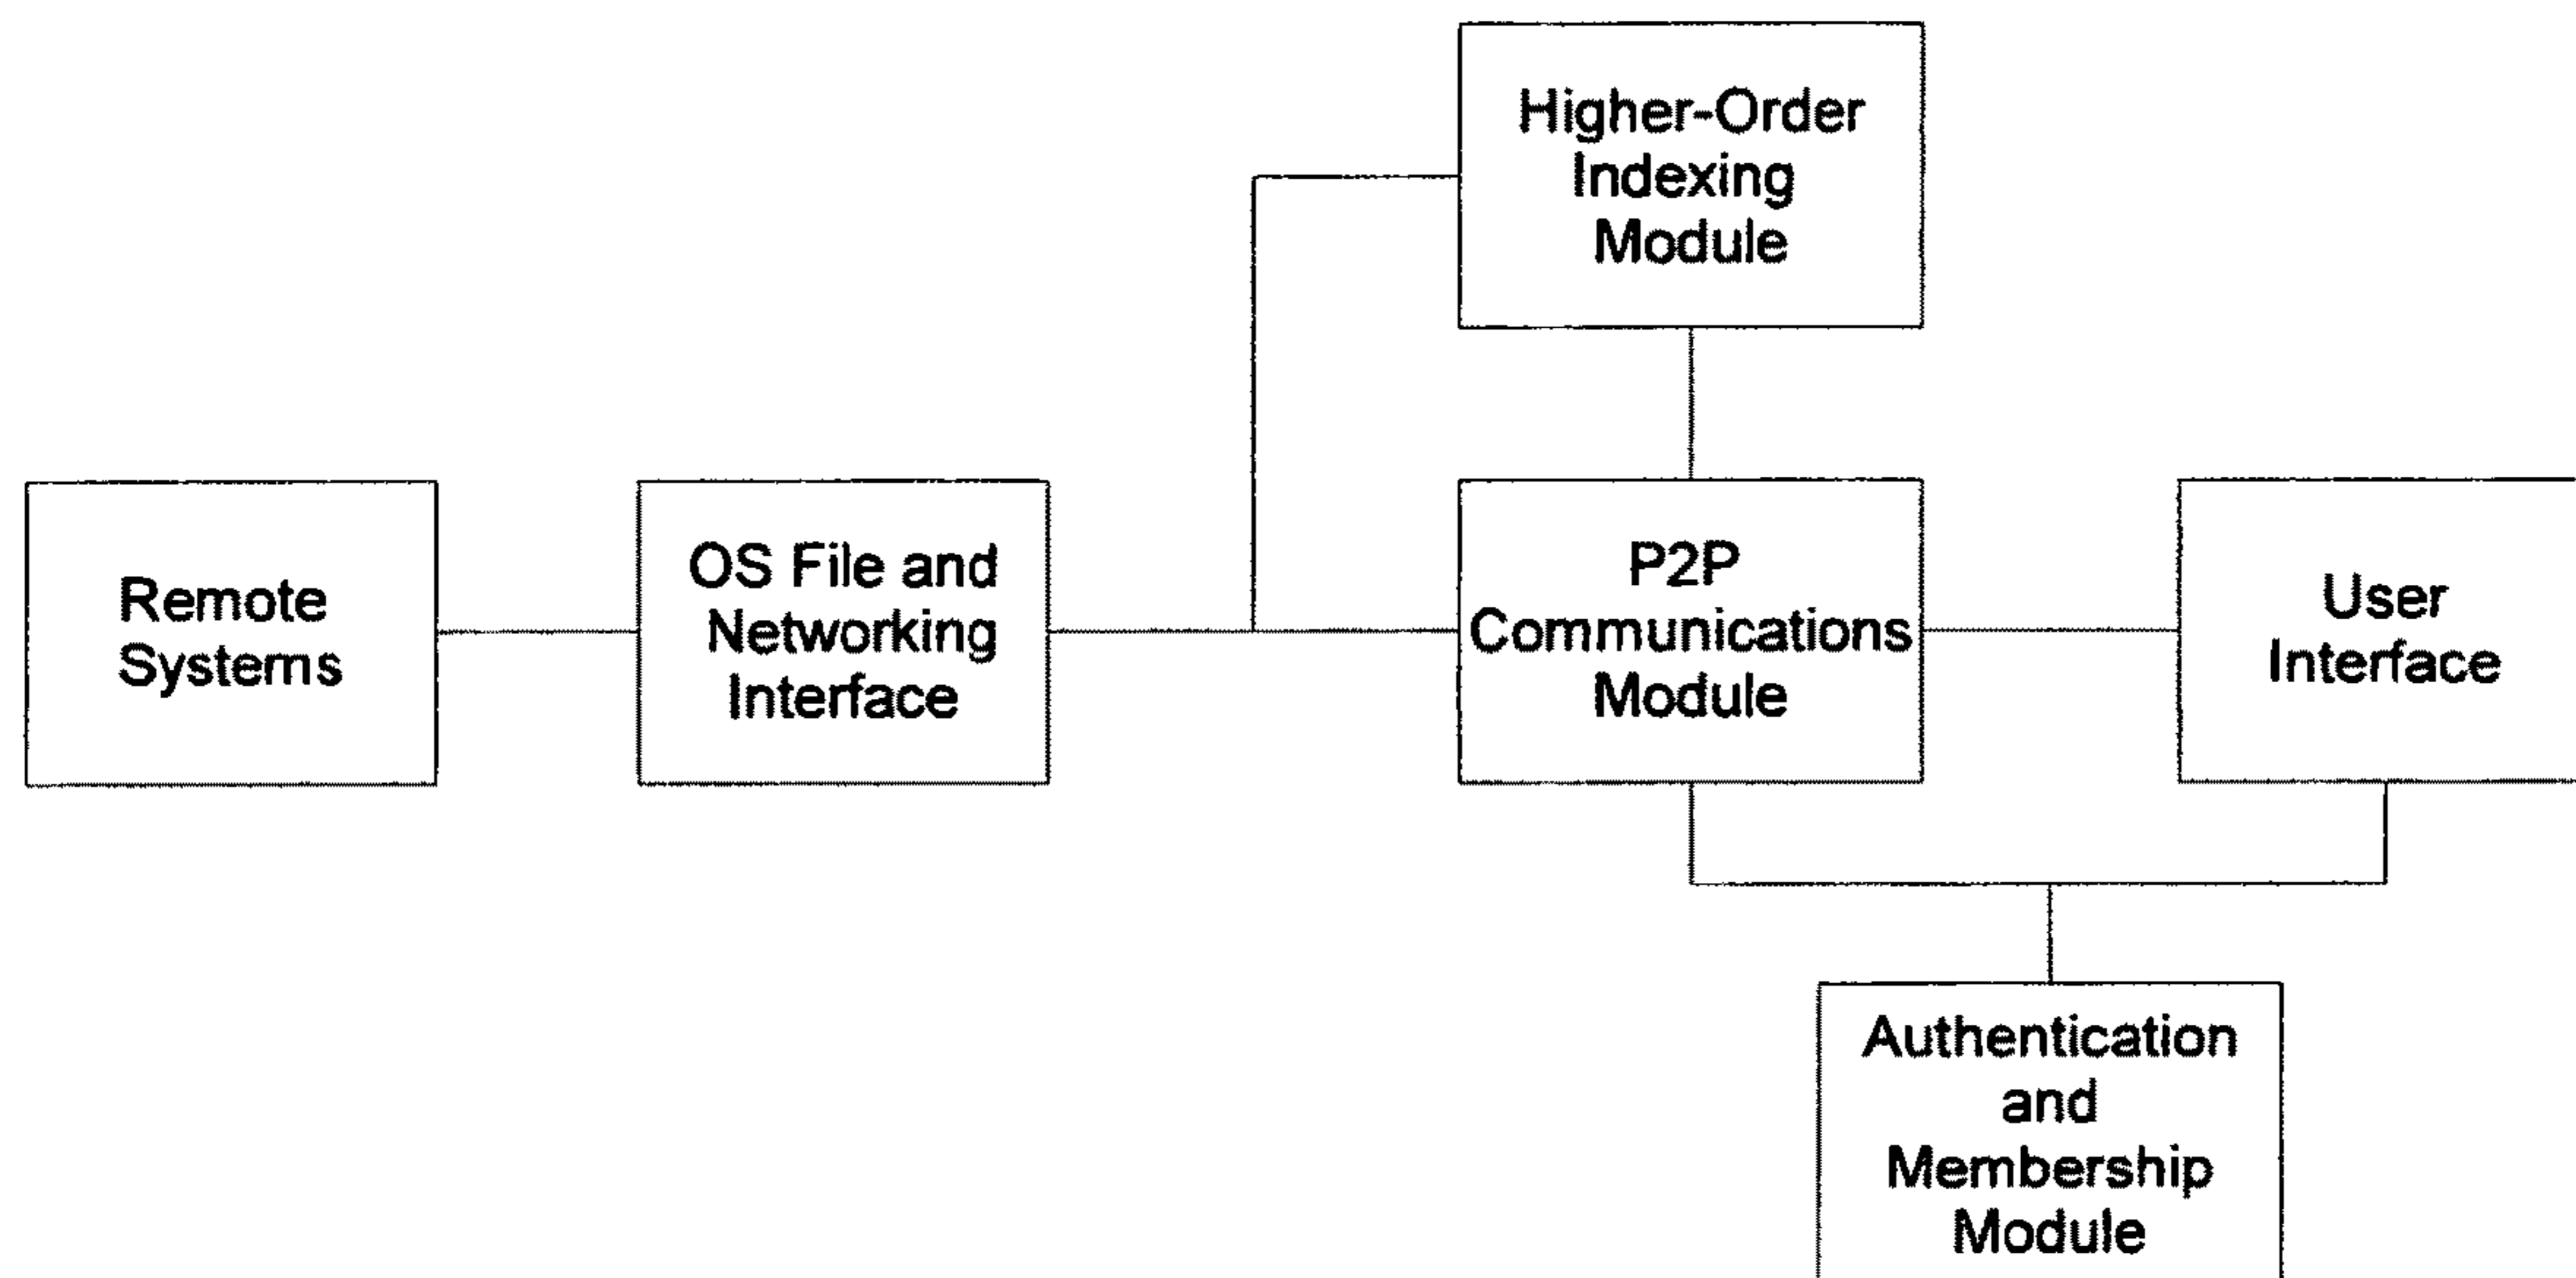 Higher-Order
Indexing
Module
Remote
Systems
OS File and
Networking
Interface
P2P
Communications
Module
User
Interface
Authentication
and
Membership
Module